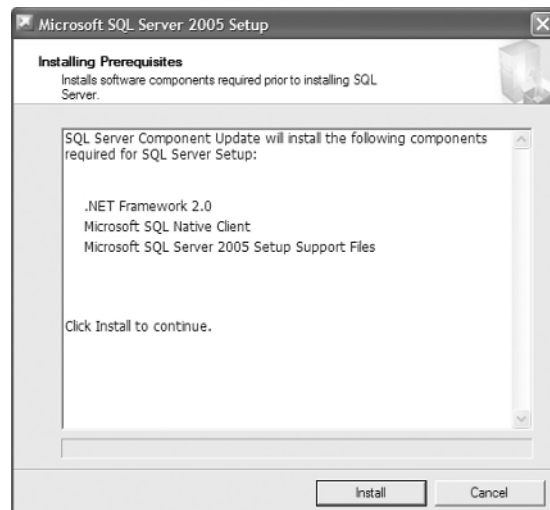 Microsoft SQL Server 2005 Setup
Installing Prerequisites
Installs software components required prior to installing SQL
Server.
SQL Server Component Update will install the following components
required for SQL Server Setup:
.NET Framework 2.0
Microsoft SQL Native Client
Microsoft SQL Server 2005 Setup Support Files
Click Install to continue.
Install
Cancel